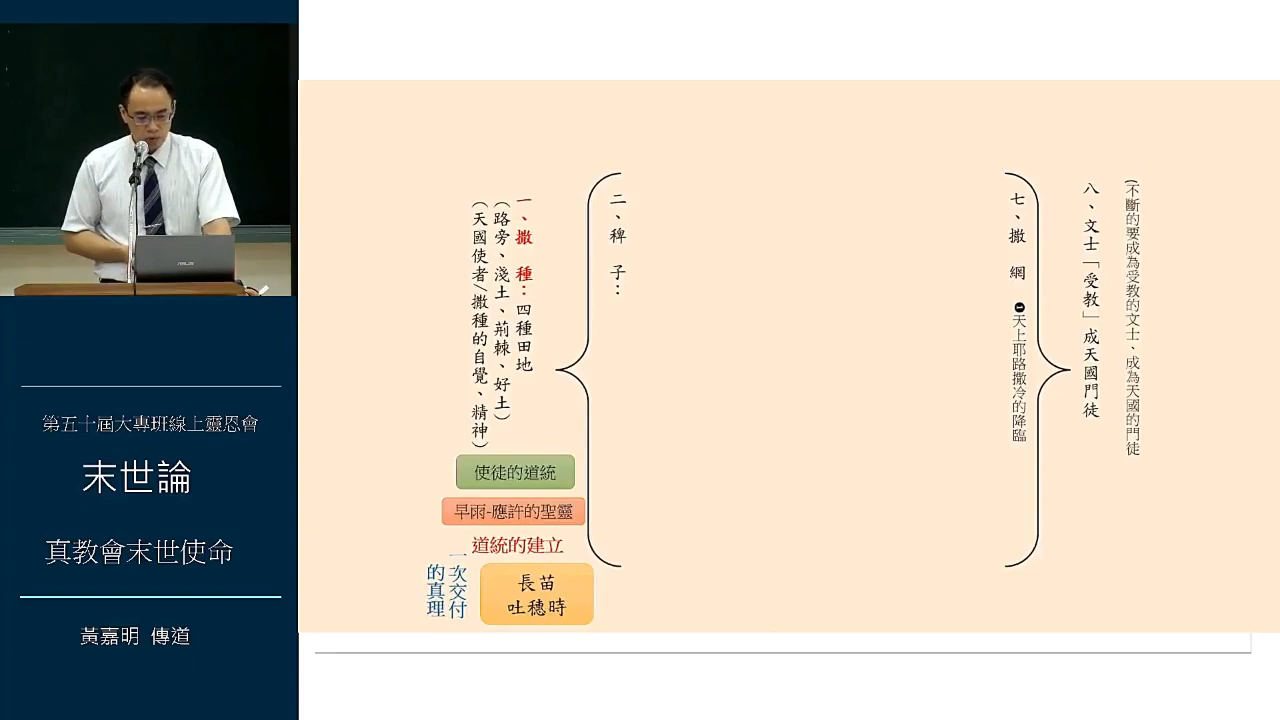 第五十屆大專班線上靈恩會
末世論
真教會末世使命
黃嘉明 傳道
(不斷的要成為受教的文士、成為天國的門徒
八、文士「受教」成天國門徒
七、撒 網 ❶天上耶路撒冷的降臨
二、稗 子：
一、撒 種：四種田地
(路旁、淺土、荊棘、好土)
(天國使者/撒種的自覺、精神)
使徒的道統
早雨-應許的聖靈
道統的建立
一次交付
的真理
長苗
吐穗時
ASUS